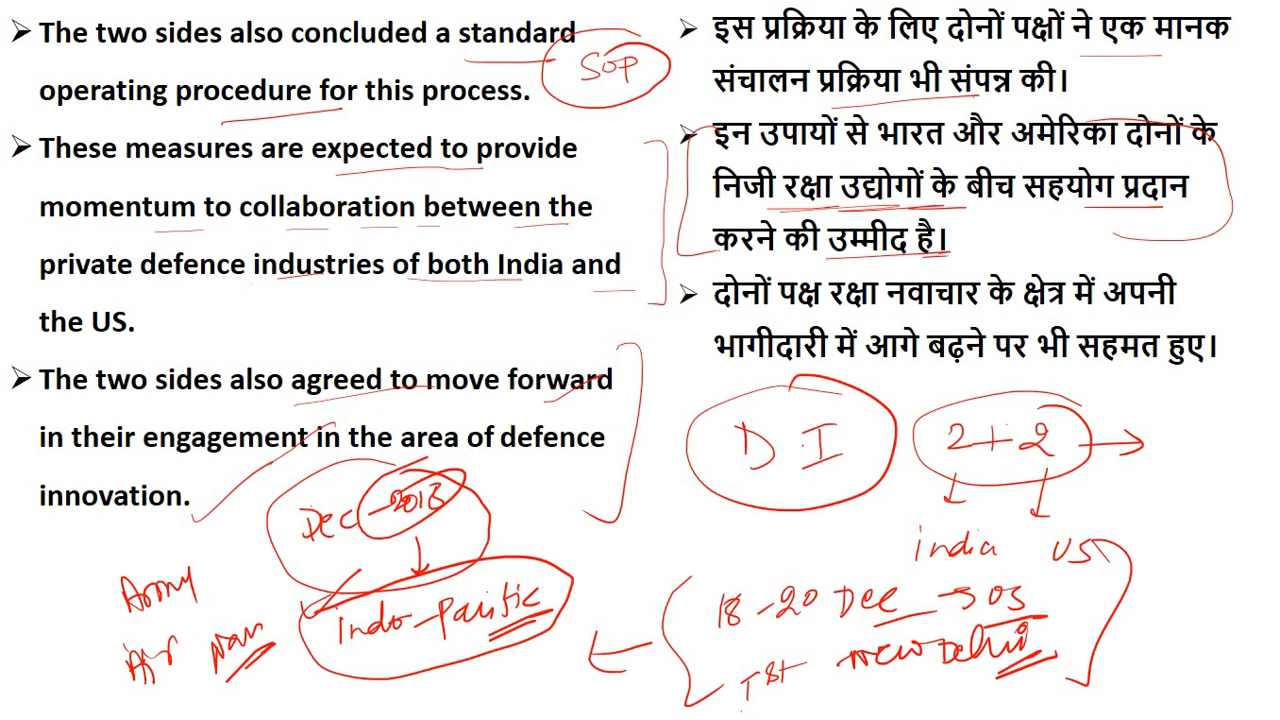 ➢ The two sides also concluded a standard
operating procedure for this process.
SOP
➢ These measures are expected to provide
momentum to collaboration between the
private defence industries of both India and
the US.
➢ The two sides also agreed to move forward
in their engagement in the area of defence
innovation.
➢ इस प्रक्रिया के लिए दोनों पक्षों ने एक मानक
संचालन प्रक्रिया भी संपन्न की।
➢ इन उपायों से भारत और अमेरिका दोनों के
निजी रक्षा उद्योगों के बीच सहयोग प्रदान
करने की उम्मीद है।
➢ दोनों पक्ष रक्षा नवाचार के क्षेत्र में अपनी
भागीदारी में आगे बढ़ने पर भी सहमत हुए।
D I
2+2
india US
Dec
Indo-Pacific
Army
Air
18-20 Dec
New Delhi